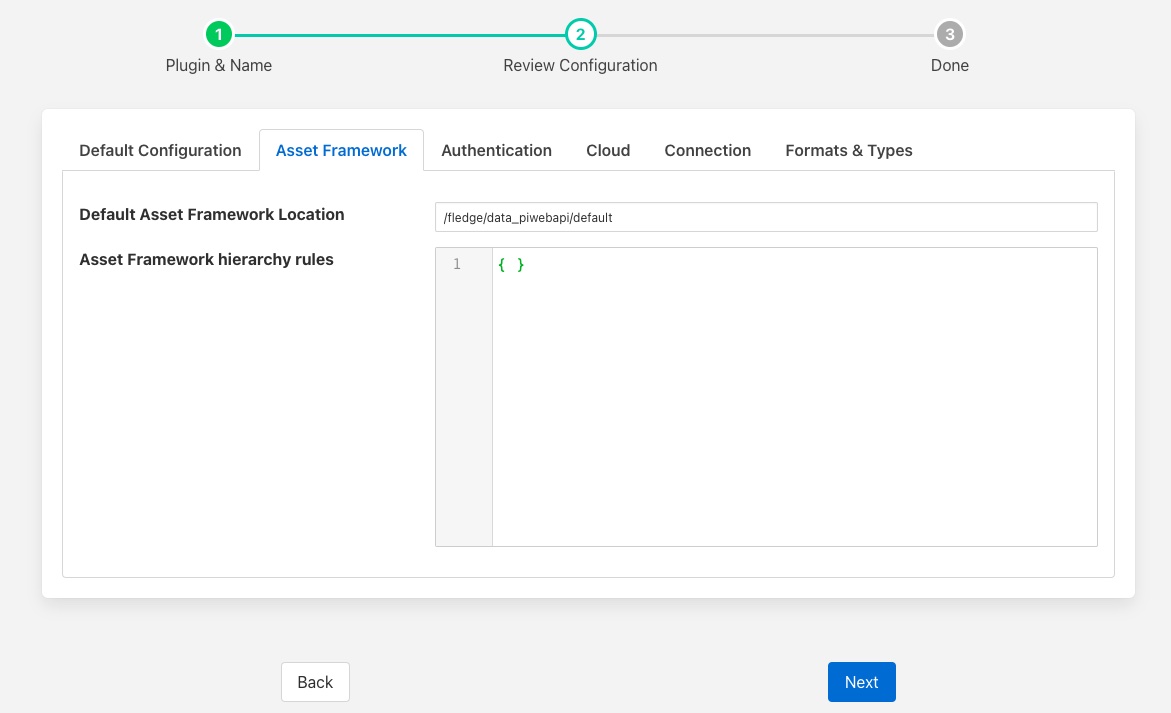 1 2 3
Plugin & Name Review Configuration Done
Default Configuration Asset Framework Authentication Cloud Connection Formats & Types
Default Asset Framework Location /fledge/data_piwebapi/default
Asset Framework hierarchy rules
1 { }
Back Next